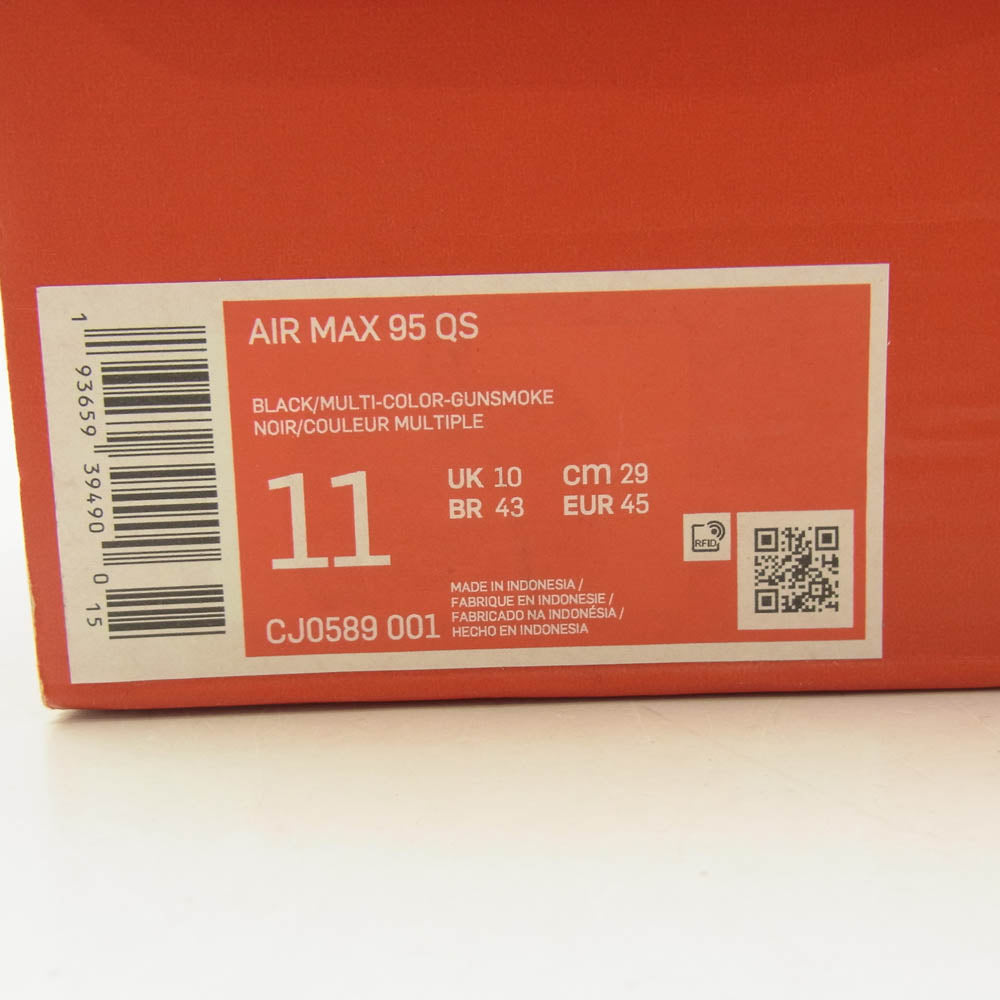 AIR MAX 95 QS
BLACK/MULTI-COLOR-GUNSMOKE
NOIR/COULEUR MULTIPLE
11
UK 10 cm 29
BR 43 EUR 45
RFID
MADE IN INDONESIA /
FABRIQUE EN INDONESIE /
FABRICADO NA INDONÉSIA /
HECHO EN INDONESIA
CJ0589 001
1 93659 39490 0 15